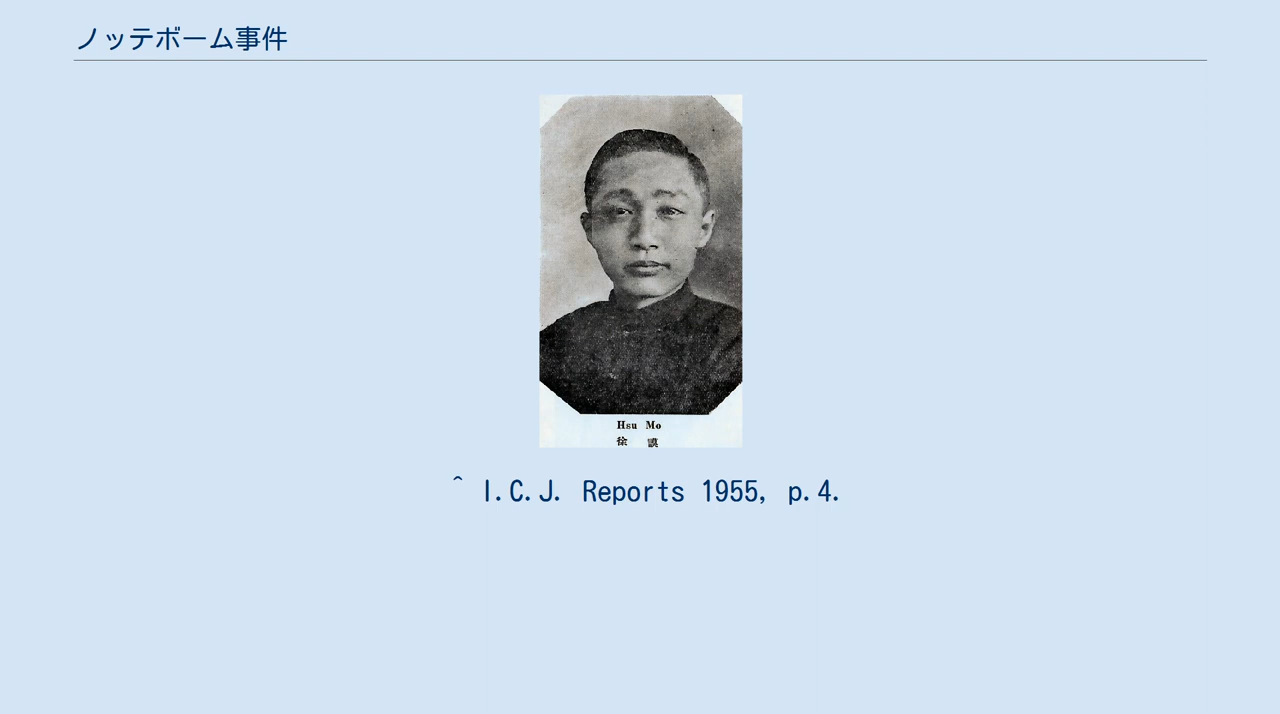 ノッテボーム事件
Hsu Mo
徐 謨
^ I.C.J. Reports 1955, p.4.